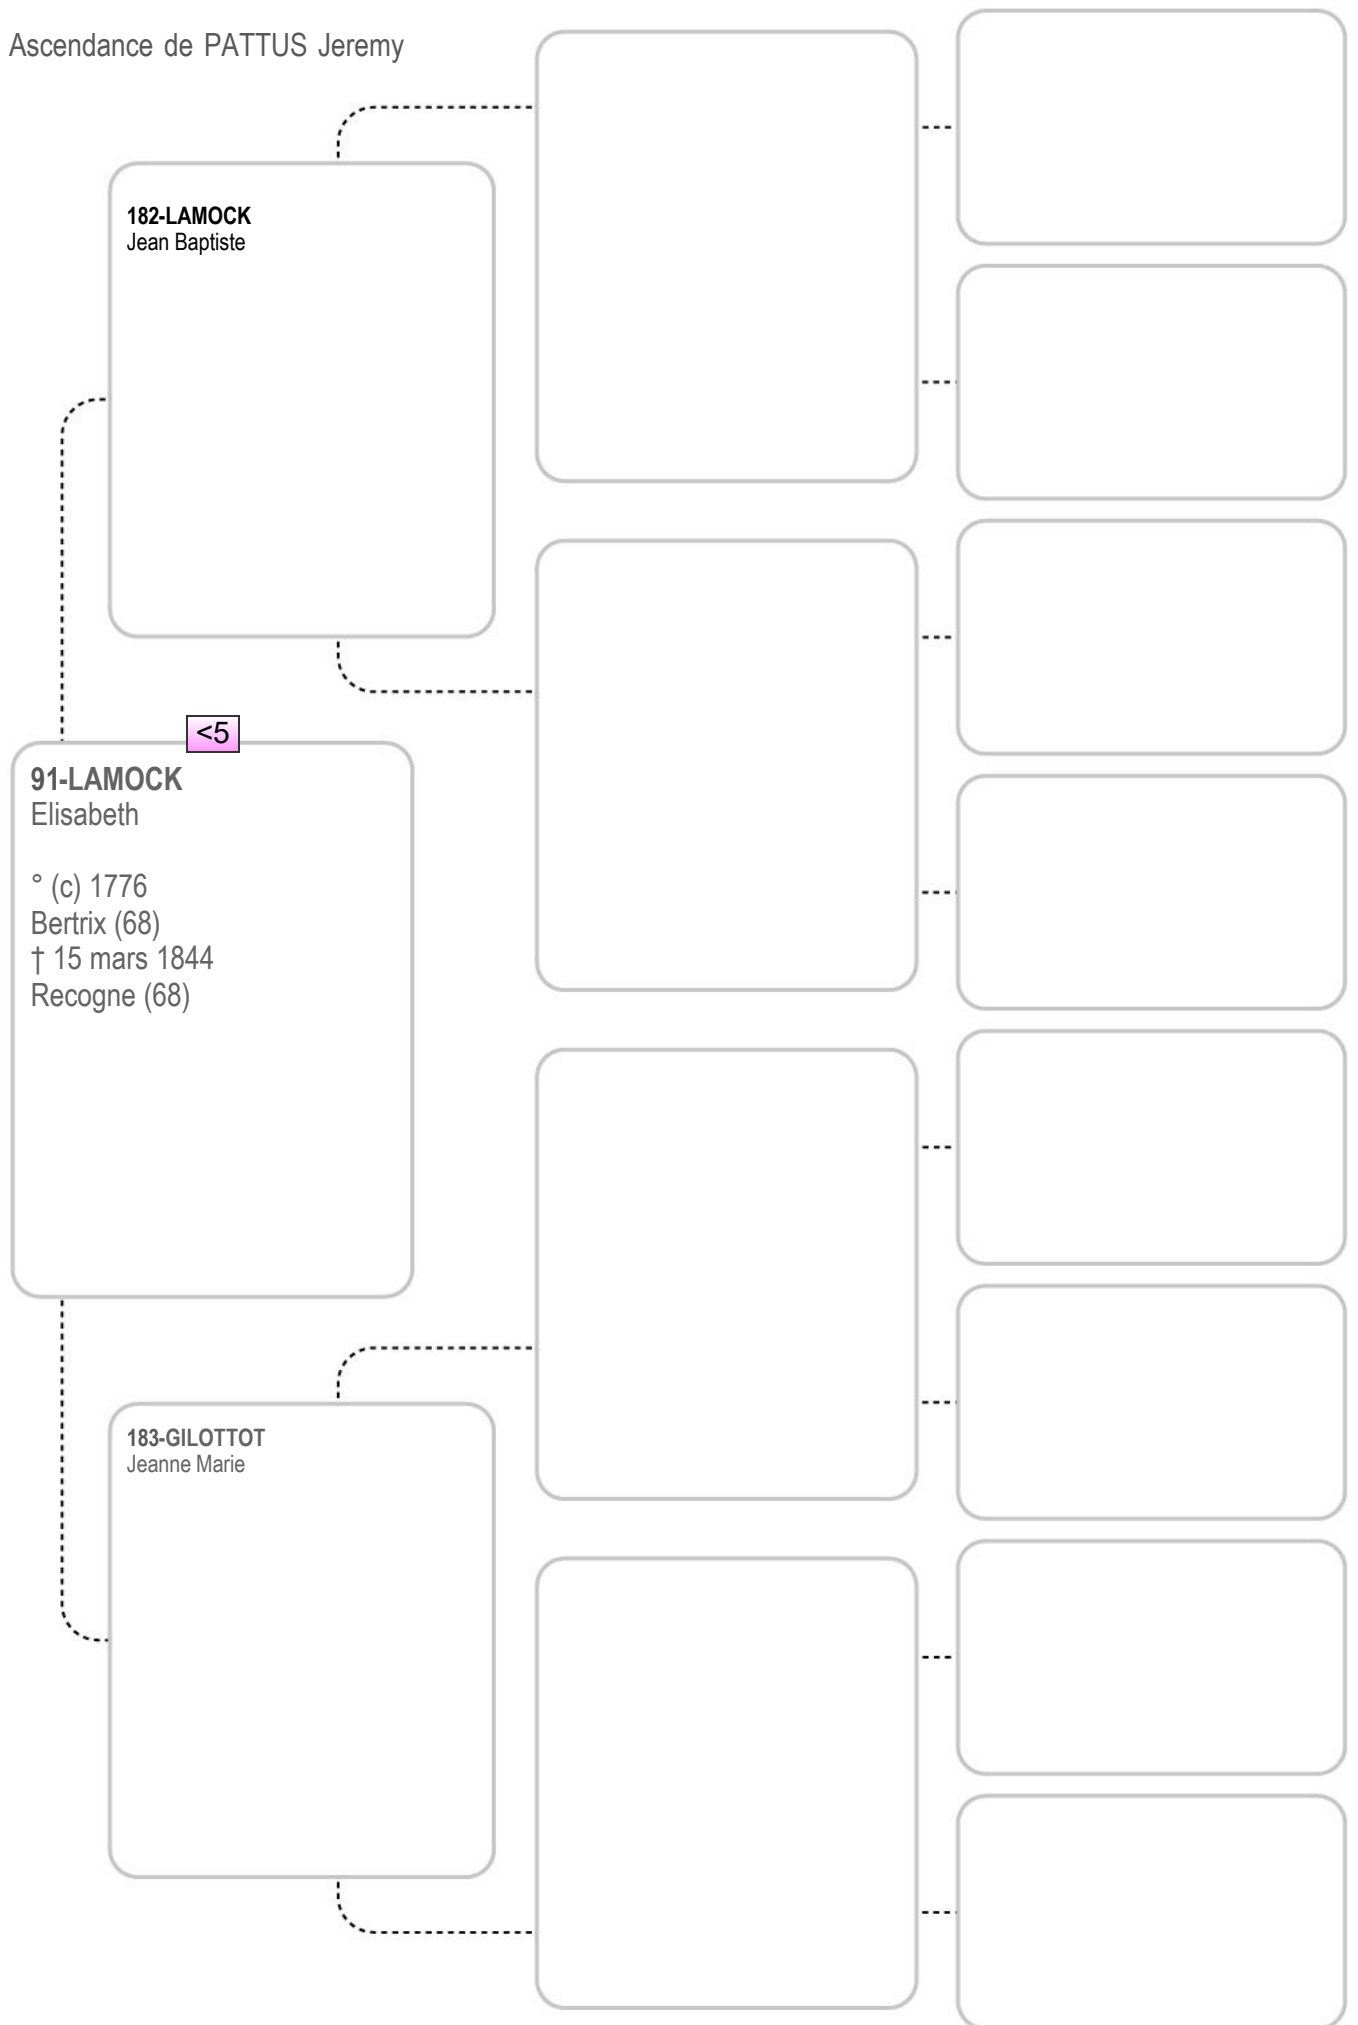 Ascendance de PATTUS Jeremy
182-LAMOCK
Jean Baptiste
<5
91-LAMOCK
Elisabeth
° (c) 1776
Bertrix (68)
† 15 mars 1844
Recogne (68)
183-GILOTTOT
Jeanne Marie